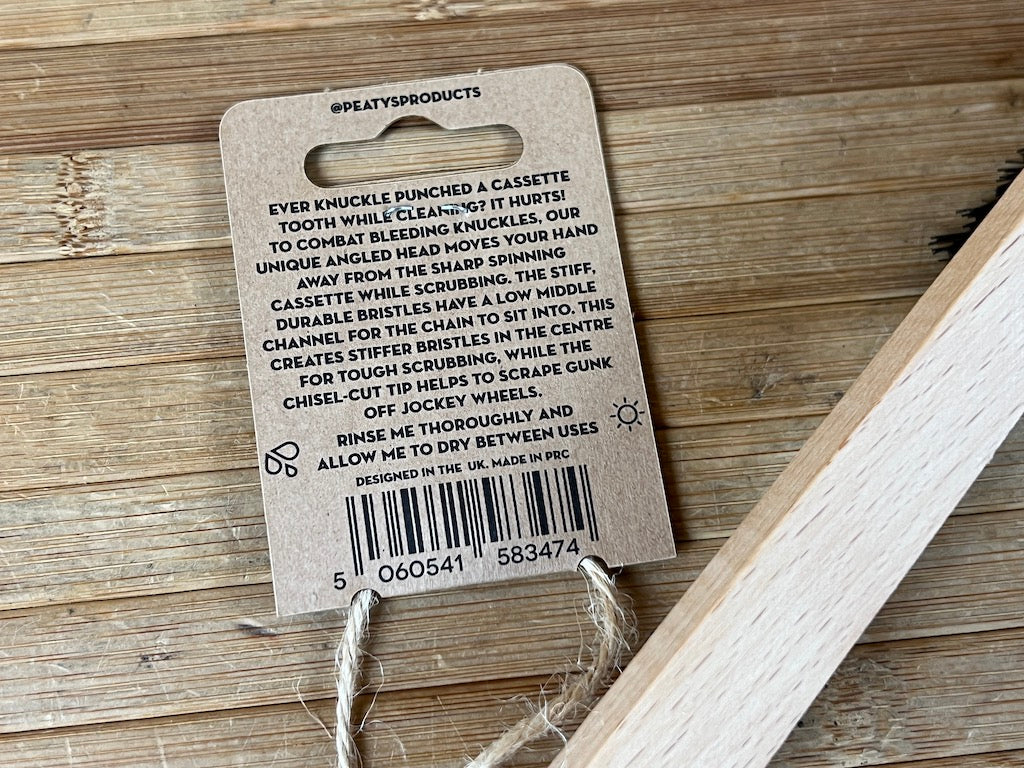 @PEATYSPRODUCTS
EVER KNUCKLE PUNCHED A CASSETTE
TOOTH WHILE CLEANING? IT HURTS!
TO COMBAT BLEEDING KNUCKLES, OUR
UNIQUE ANGLED HEAD MOVES YOUR HAND
AWAY FROM THE SHARP SPINNING
CASSETTE WHILE SCRUBBING. THE STIFF,
DURABLE BRISTLES HAVE A LOW MIDDLE
CHANNEL FOR THE CHAIN TO SIT INTO. THIS
CREATES STIFFER BRISTLES IN THE CENTRE
FOR TOUGH SCRUBBING, WHILE THE
CHISEL-CUT TIP HELPS TO SCRAPE GUNK
OFF JOCKEY WHEELS.
RINSE ME THOROUGHLY AND
ALLOW ME TO DRY BETWEEN USES
DESIGNED IN THE UK. MADE IN PRC
5 060541 583474